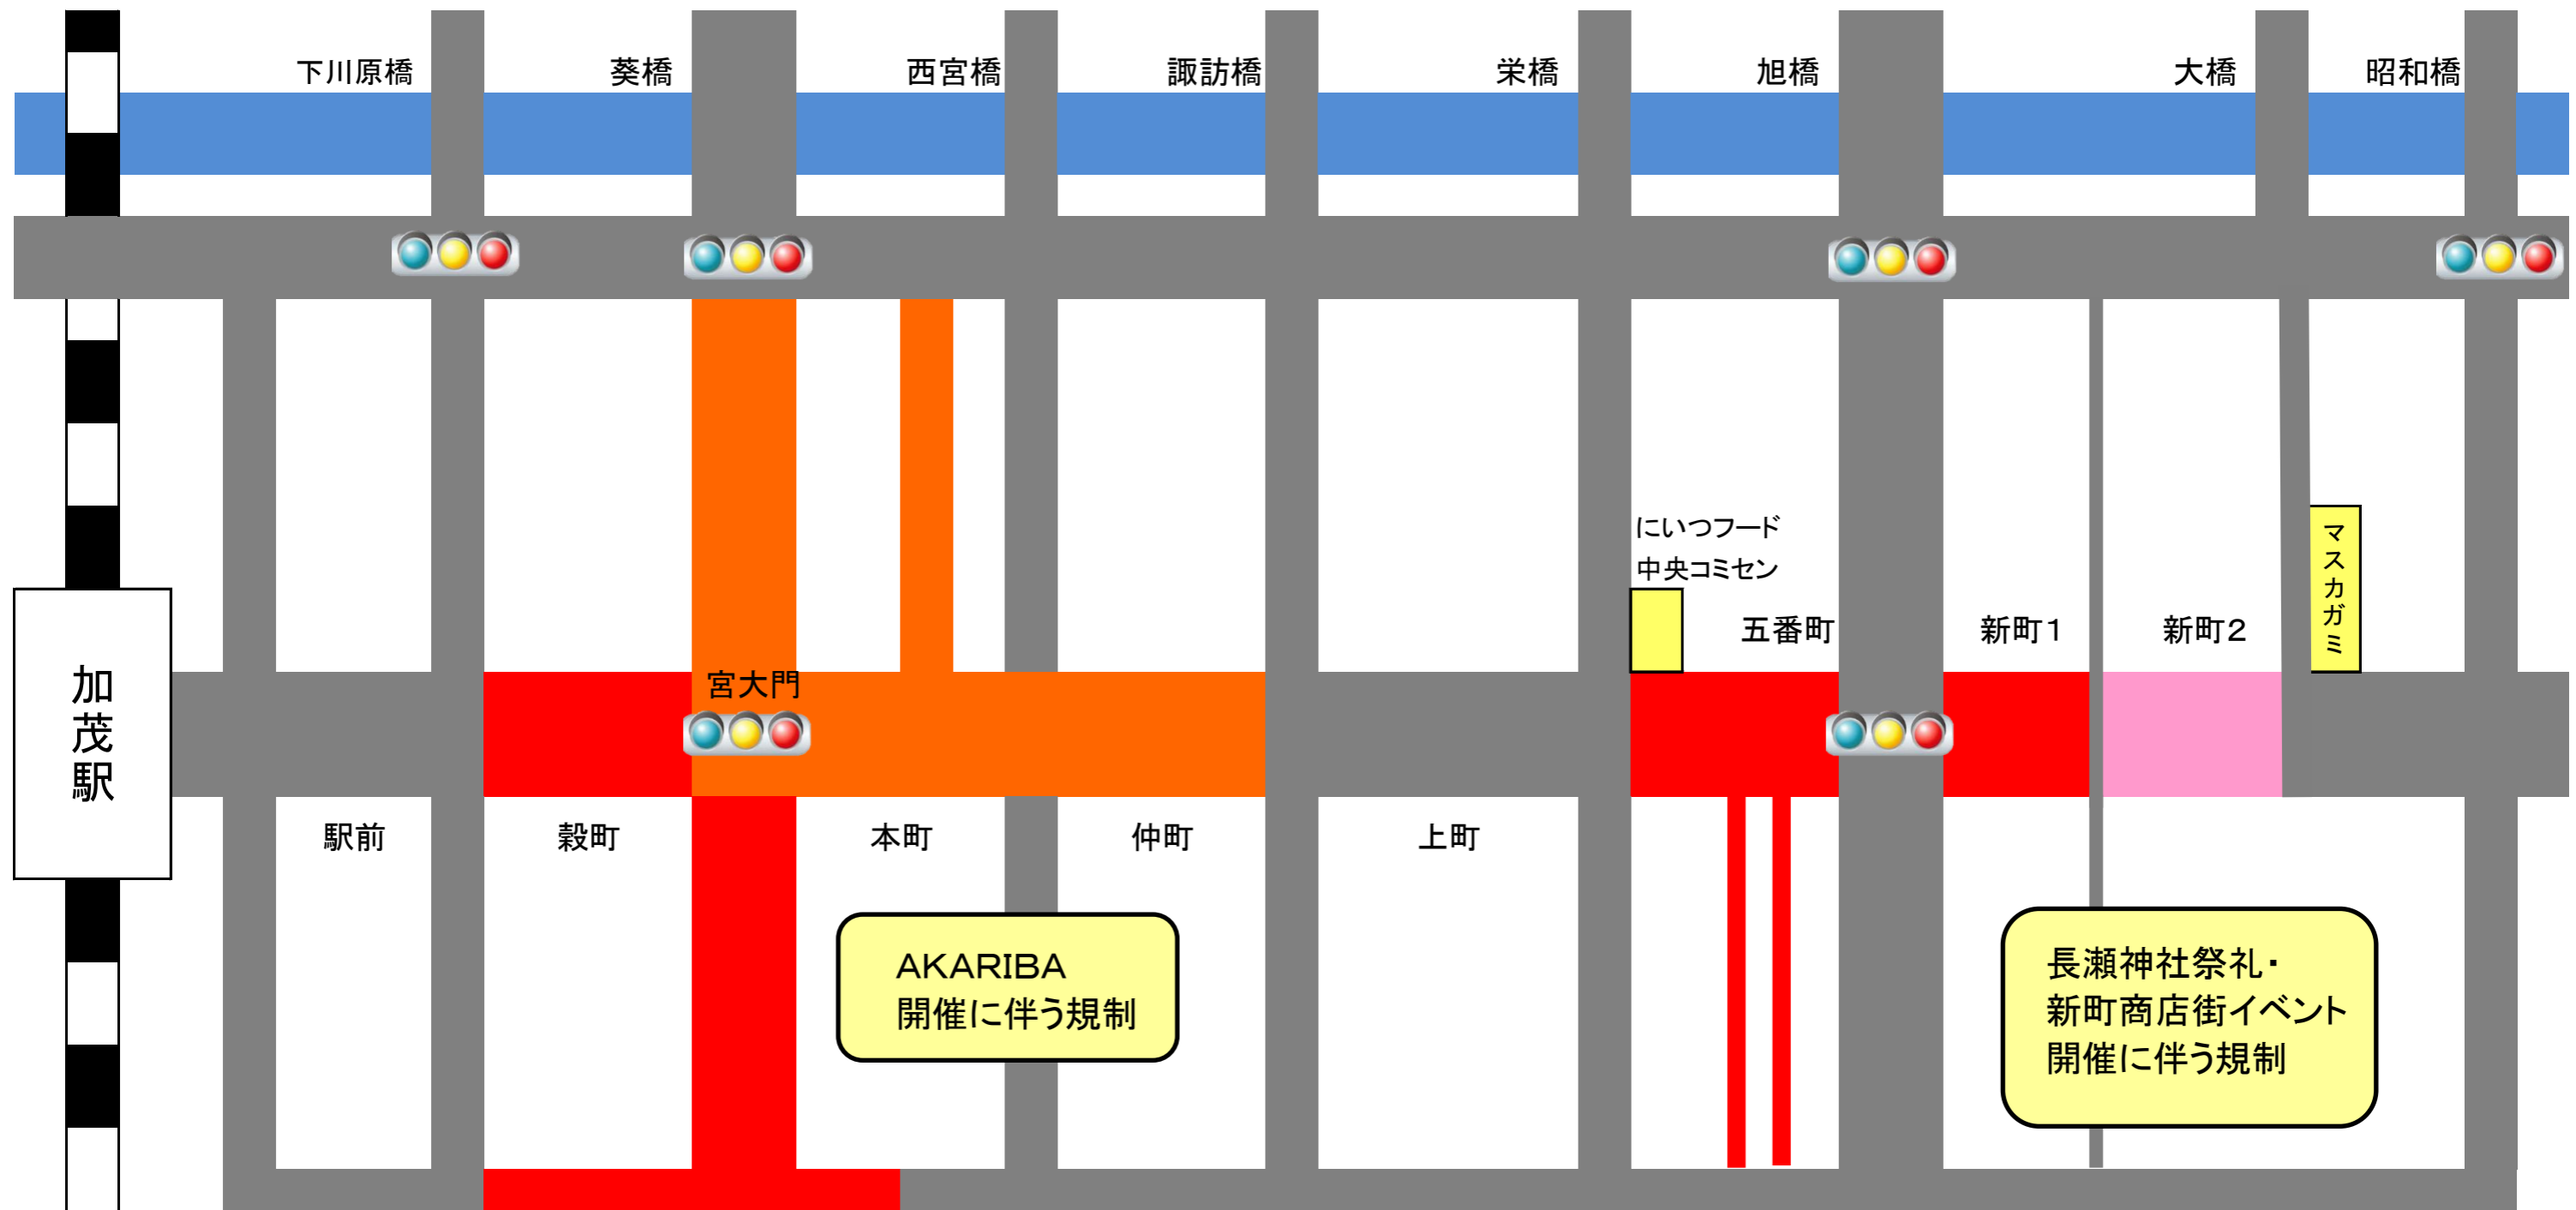 下川原橋
葵橋
西宮橋
諏訪橋
栄橋
旭橋
大橋
昭和橋
にいつフード
中央コミセン
マスカガミ
五番町
新町1
新町2
宮大門
加茂駅
駅前
穀町
本町
仲町
上町
AKARIBA
開催に伴う規制
長瀬神社祭礼・
新町商店街イベント
開催に伴う規制